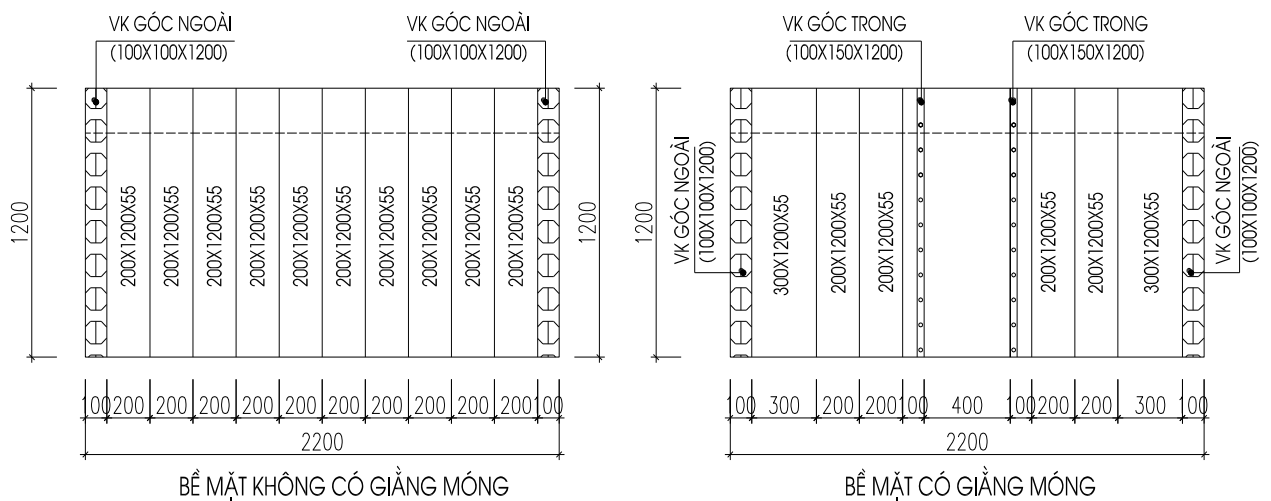 VK GÓC NGOÀI
(100X100X1200)
VK GÓC NGOÀI
(100X100X1200)
1200
200X1200X55
200X1200X55
200X1200X55
200X1200X55
200X1200X55
200X1200X55
200X1200X55
200X1200X55
200X1200X55
200X1200X55
1200
100 200 200 200 200 200 200 200 200 200 200 100
2200
BỀ MẶT KHÔNG CÓ GIẰNG MÓNG
VK GÓC TRONG
(100X150X1200)
VK GÓC TRONG
(100X150X1200)
1200
VK GÓC NGOÀI
(100X100X1200)
300X1200X55
200X1200X55
200X1200X55
200X1200X55
200X1200X55
300X1200X55
VK GÓC NGOÀI
(100X100X1200)
100 300 200 200 100 400 100 200 200 300 100
2200
BỀ MẶT CÓ GIẰNG MÓNG